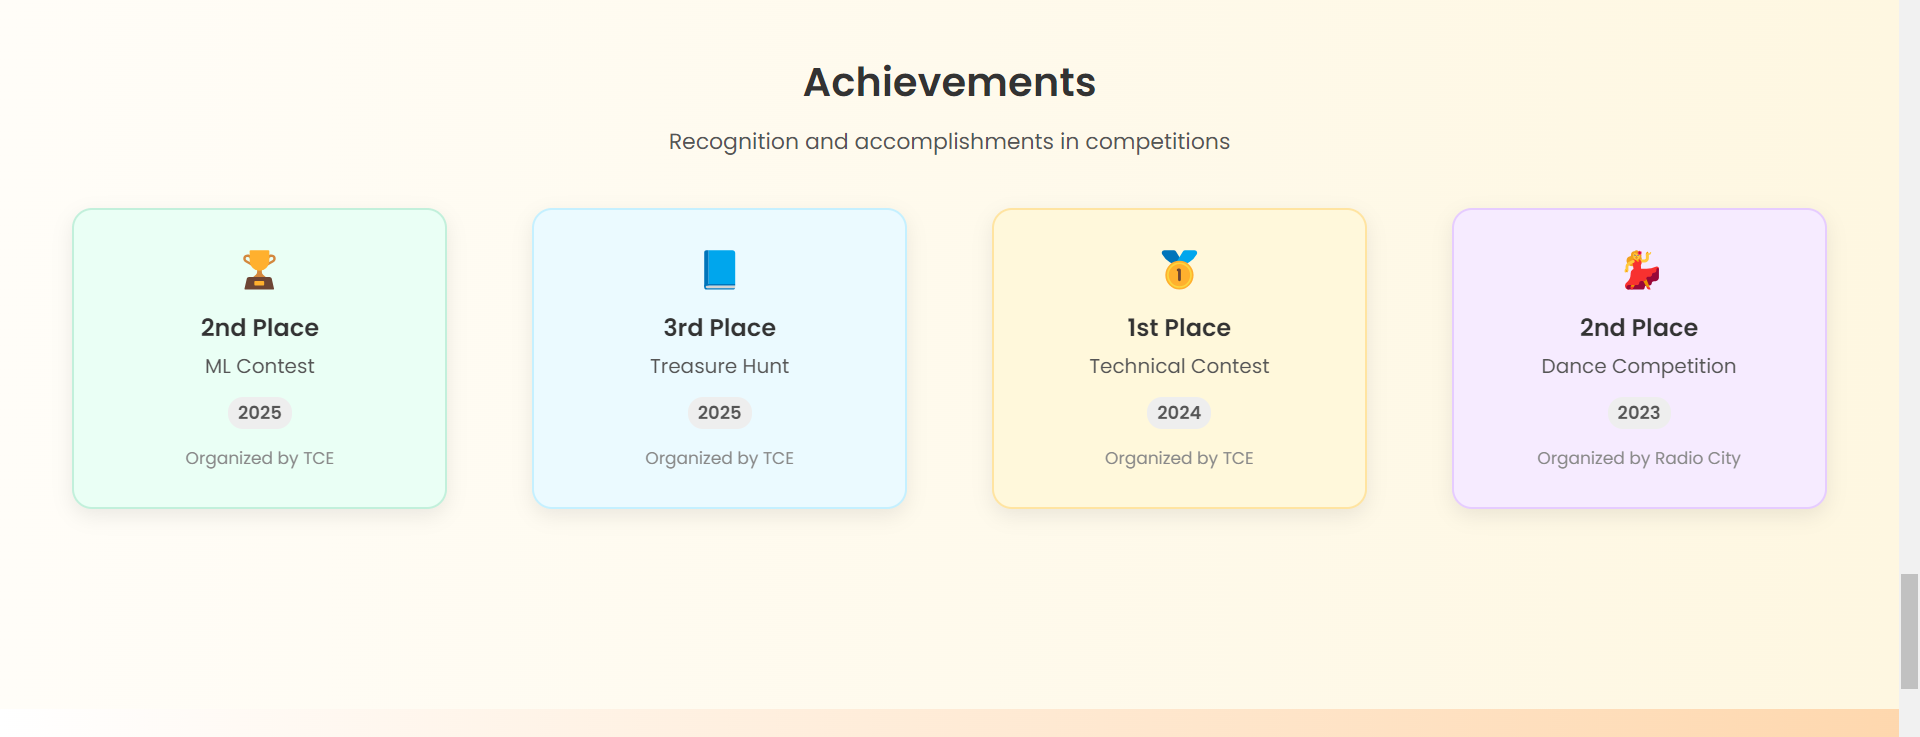 Achievements
Recognition and accomplishments in competitions
2nd Place
ML Contest
2025
Organized by TCE
3rd Place
Treasure Hunt
2025
Organized by TCE
1
1st Place
Technical Contest
2024
Organized by TCE
2nd Place
Dance Competition
2023
Organized by Radio City